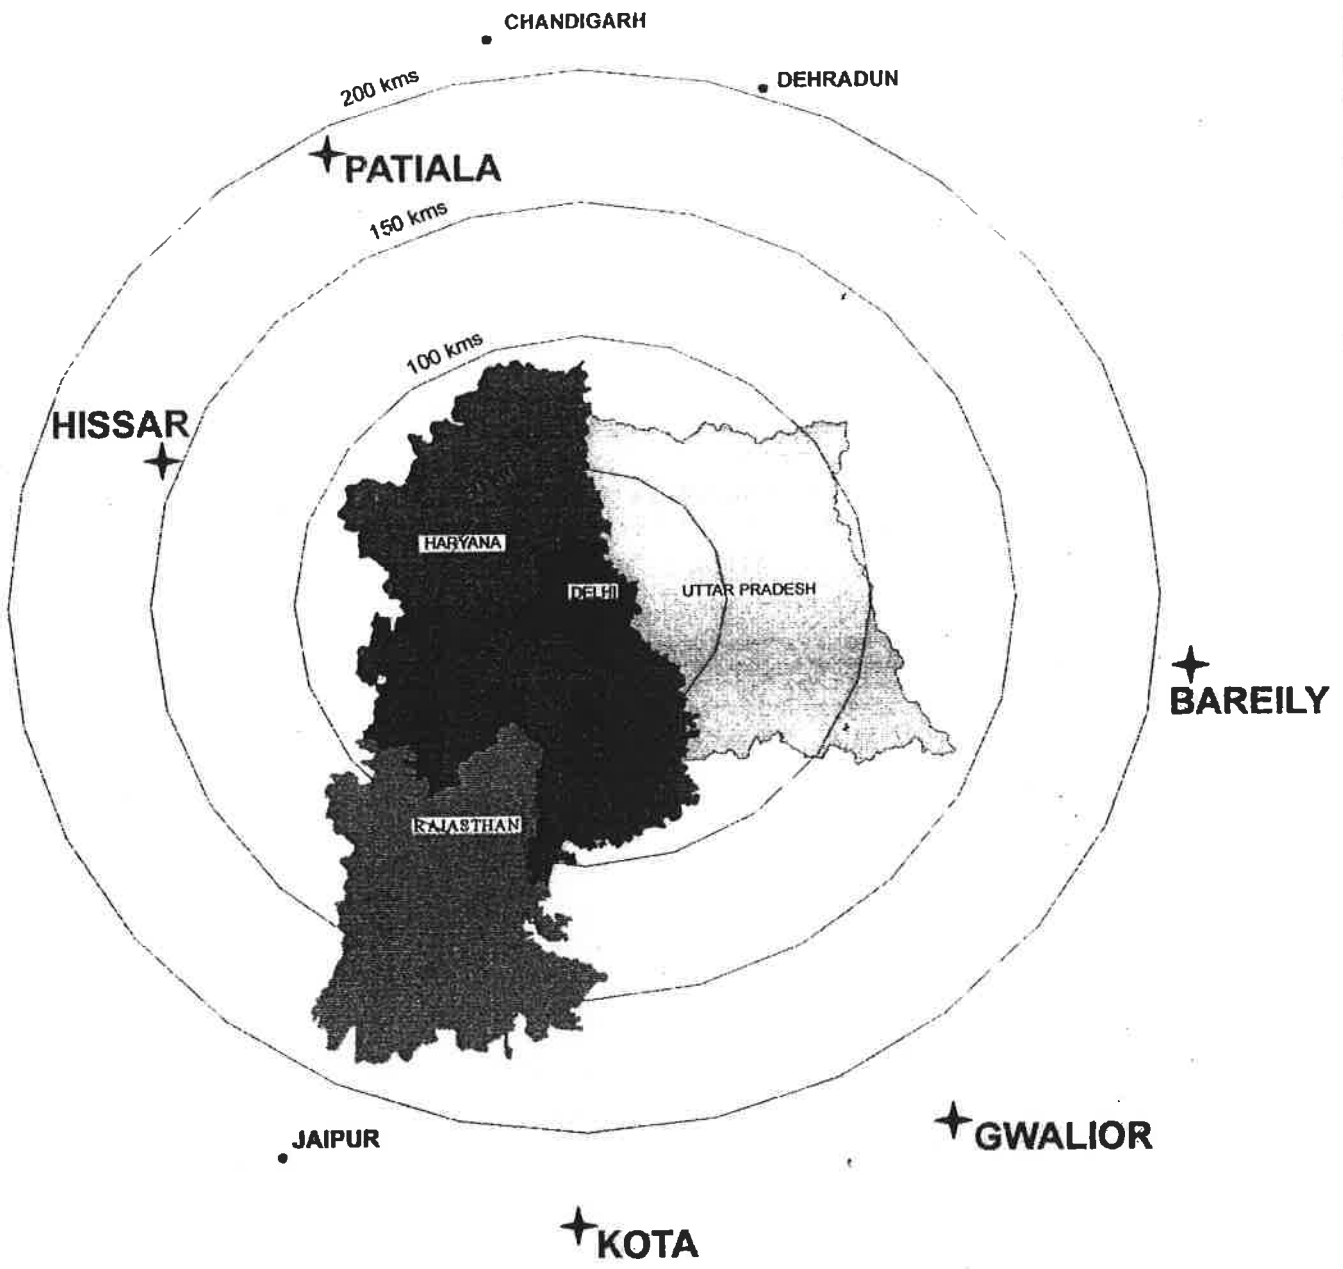 CHANDIGARH
DEHRADUN
200 kms
PATIALA
150 kms
100 kms
HISSAR
HARYANA
DELHI
UTTAR PRADESH
BAREILY
RAJASTHAN
JAIPUR
GWALIOR
KOTA